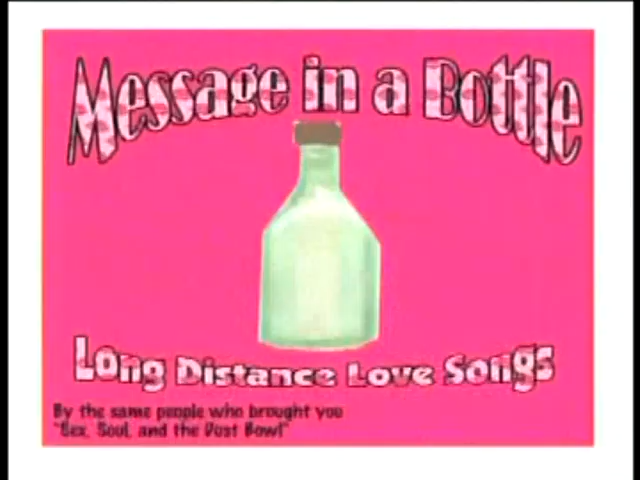 Message in a Bottle
Long Distance Love Songs
By the same people who brought you
"Sex, Soul, and the Dust Bowl"